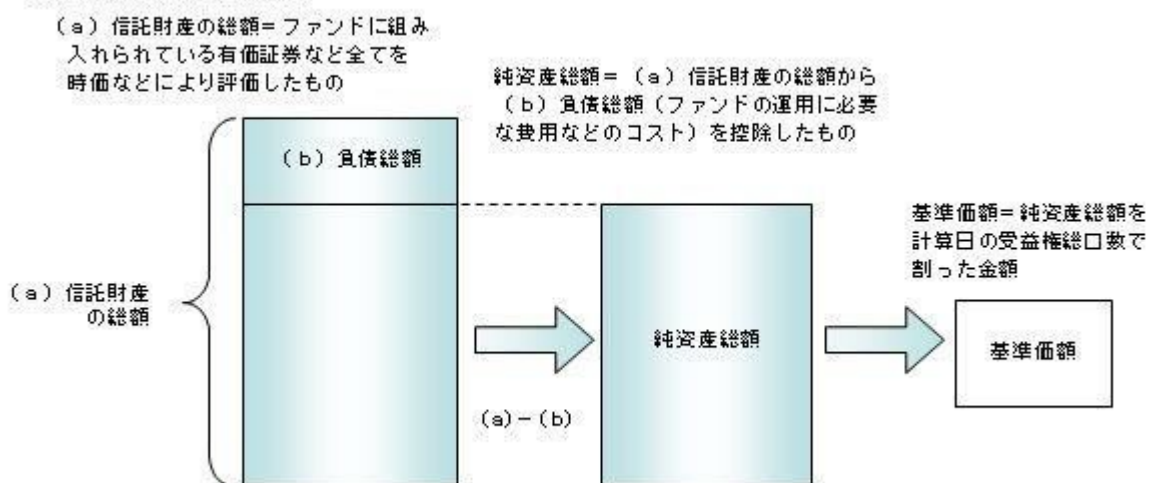 (a) 信託財産の総額=ファンドに組み
入れられている有価証券など全てを
時価などにより評価したもの
純資産総額=(a)信託財産の総額から
(b)負債総額(ファンドの運用に必要
な費用などのコスト)を控除したもの
(b)負債総額
基準価額=純資産総額を
計算日の受益権総口数で
割った金額
(a)信託財産
の総額
純資産総額
基準価額
(a)-(b)